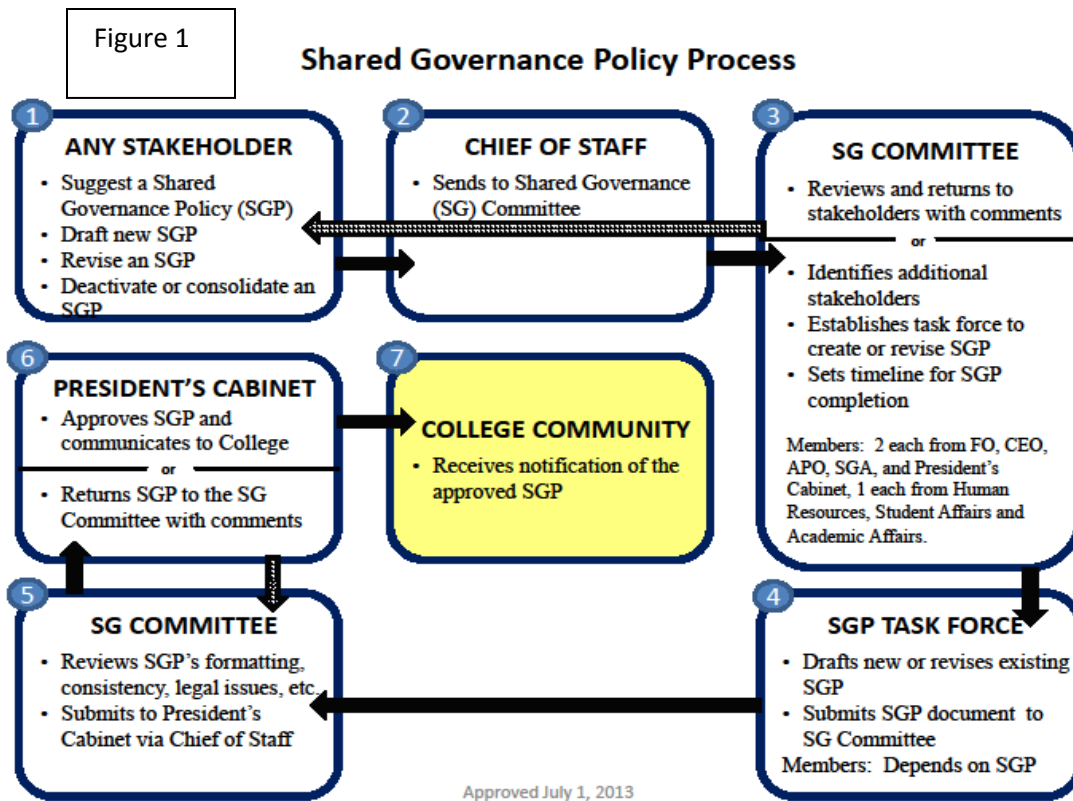 Figure 1
Shared Governance Policy Process
1
ANY STAKEHOLDER
• Suggest a Shared
Governance Policy (SGP)
• Draft new SGP
• Revise an SGP
• Deactivate or consolidate an
SGP
2
CHIEF OF STAFF
• Sends to Shared Governance
(SG) Committee
3
SG COMMITTEE
• Reviews and returns to
stakeholders with comments
or
• Identifies additional
stakeholders
• Establishes task force to
create or revise SGP
• Sets timeline for SGP
completion
Members: 2 each from FO, CEO,
APO, SGA, and President's
Cabinet, 1 each from Human
Resources, Student Affairs and
Academic Affairs.
6
PRESIDENT'S CABINET
• Approves SGP and
communicates to College
or
• Returns SGP to the SG
Committee with comments
7
COLLEGE COMMUNITY
• Receives notification of the
approved SGP
5
SG COMMITTEE
• Reviews SGP's formatting,
consistency, legal issues, etc.
• Submits to President's
Cabinet via Chief of Staff
4
SGP TASK FORCE
• Drafts new or revises existing
SGP
• Submits SGP document to
SG Committee
Members: Depends on SGP
Approved July 1, 2013